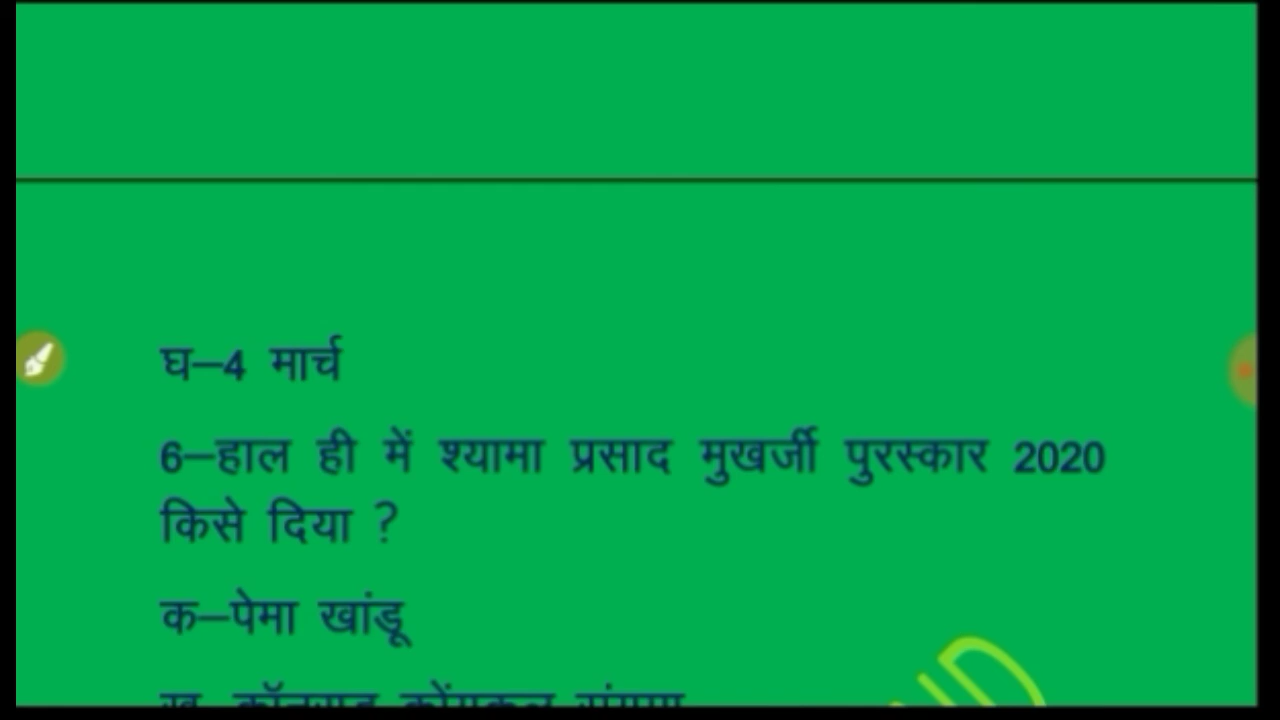 घ—4 मार्च
6—हाल ही में श्यामा प्रसाद मुखर्जी पुरस्कार 2020
किसे दिया ?
क—पेमा खांडू